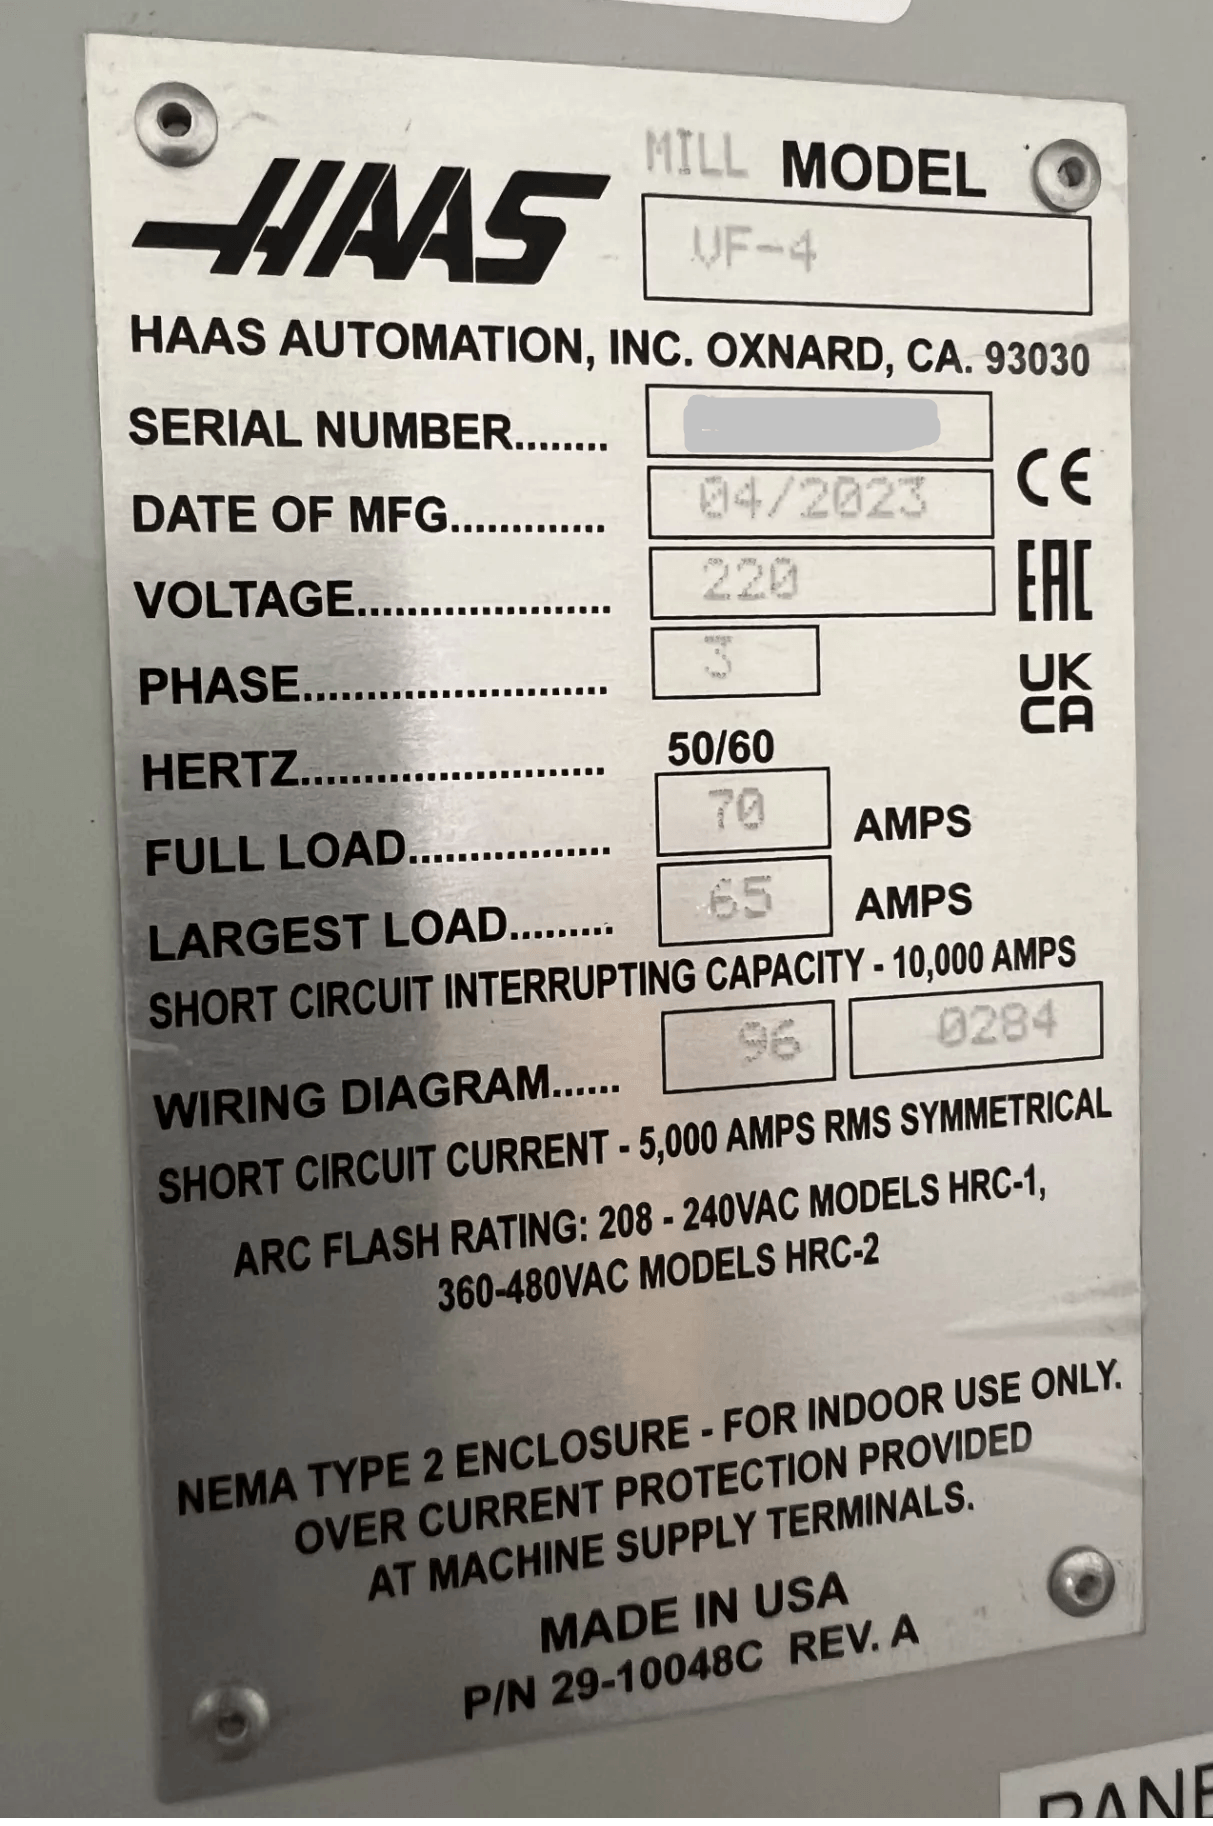 HAAS
MILL MODEL
VF-4
HAAS AUTOMATION, INC. OXNARD, CA. 93030
SERIAL NUMBER........
DATE OF MFG............. 04/2023
VOLTAGE.................... 220
PHASE........................ 3
HERTZ........................ 50/60
FULL LOAD................ 70 AMPS
LARGEST LOAD......... 65 AMPS
SHORT CIRCUIT INTERRUPTING CAPACITY - 10,000 AMPS
WIRING DIAGRAM...... 96 0284
SHORT CIRCUIT CURRENT - 5,000 AMPS RMS SYMMETRICAL
ARC FLASH RATING: 208 - 240VAC MODELS HRC-1,
360-480VAC MODELS HRC-2
NEMA TYPE 2 ENCLOSURE - FOR INDOOR USE ONLY.
OVER CURRENT PROTECTION PROVIDED
AT MACHINE SUPPLY TERMINALS.
MADE IN USA
P/N 29-10048C REV. A
CE
EAC
UK
CA